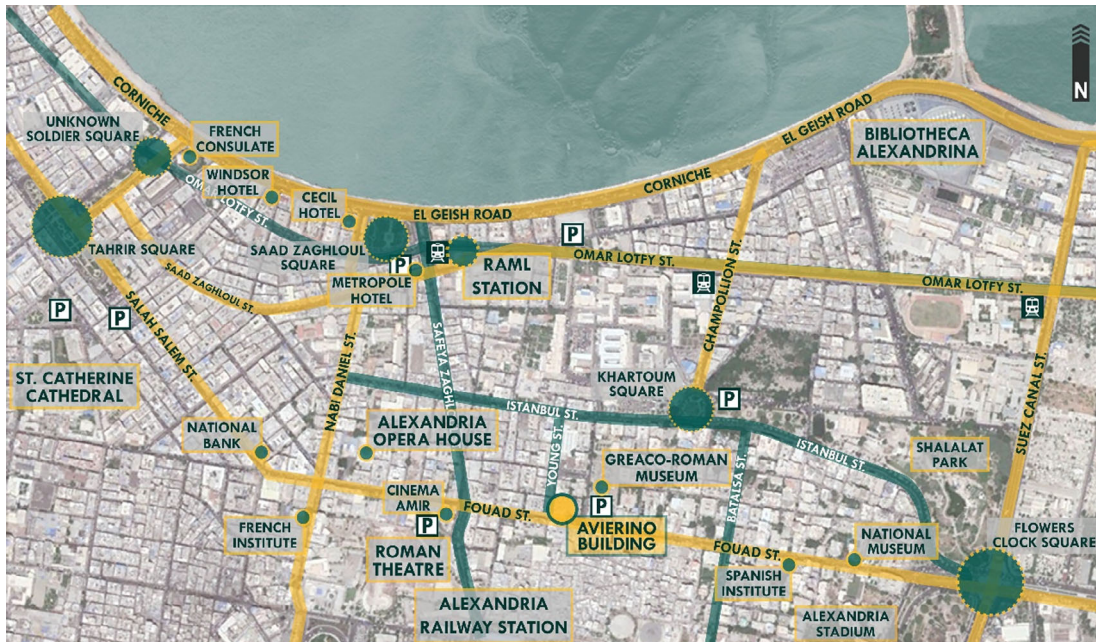 N
CORNICHE
UNKNOWN
SOLDIER SQUARE
FRENCH
CONSULATE
WINDSOR
HOTEL
CECIL
HOTEL
EL GEISH ROAD
CORNICHE
EL GEISH ROAD
BIBLIOTHECA
ALEXANDRINA
TAHRIR SQUARE
SAAD ZAGHLOUL
SQUARE
P
METROPOLE
HOTEL
RAML
STATION
P
OMAR LOTFY ST.
OMAR LOTFY ST.
SAAD ZAGHLOUL ST.
P
P
SALAH SALEM ST.
NABI DANIEL ST.
CHAMPOLLION ST.
SUEZ CANAL ST.
ST. CATHERINE
CATHEDRAL
KHARTOUM
SQUARE
P
ISTANBUL ST.
ISTANBUL ST.
NATIONAL
BANK
ALEXANDRIA
OPERA HOUSE
YOUNG ST.
BATALSA ST.
SHALALAT
PARK
GREACO-ROMAN
MUSEUM
P
CINEMA
AMIR
P
FOUAD ST.
AVIERINO
BUILDING
FOUAD ST.
FRENCH
INSTITUTE
ROMAN
THEATRE
SPANISH
INSTITUTE
NATIONAL
MUSEUM
FLOWERS
CLOCK SQUARE
ALEXANDRIA
RAILWAY STATION
ALEXANDRIA
STADIUM